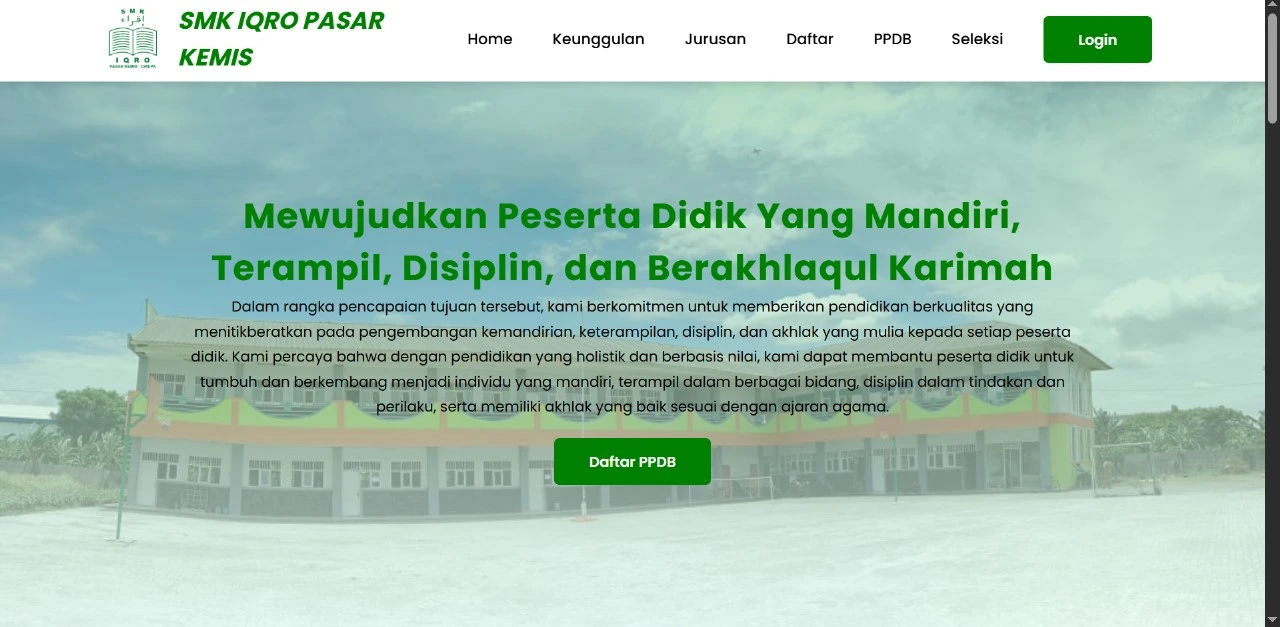 SMK
إقراء
IQRO
SMK IQRO PASAR
KEMIS
Home
Keunggulan
Jurusan
Daftar
PPDB
Seleksi
Login
Mewujudkan Peserta Didik Yang Mandiri,
Terampil, Disiplin, dan Berakhlaqul Karimah
Dalam rangka pencapaian tujuan tersebut, kami berkomitmen untuk memberikan pendidikan berkualitas yang
menitikberatkan pada pengembangan kemandirian, keterampilan, disiplin, dan akhlak yang mulia kepada setiap peserta
didik. Kami percaya bahwa dengan pendidikan yang holistik dan berbasis nilai, kami dapat membantu peserta didik untuk
tumbuh dan berkembang menjadi individu yang mandiri, terampil dalam berbagai bidang, disiplin dalam tindakan dan
perilaku, serta memiliki akhlak yang baik sesuai dengan ajaran agama.
Daftar PPDB